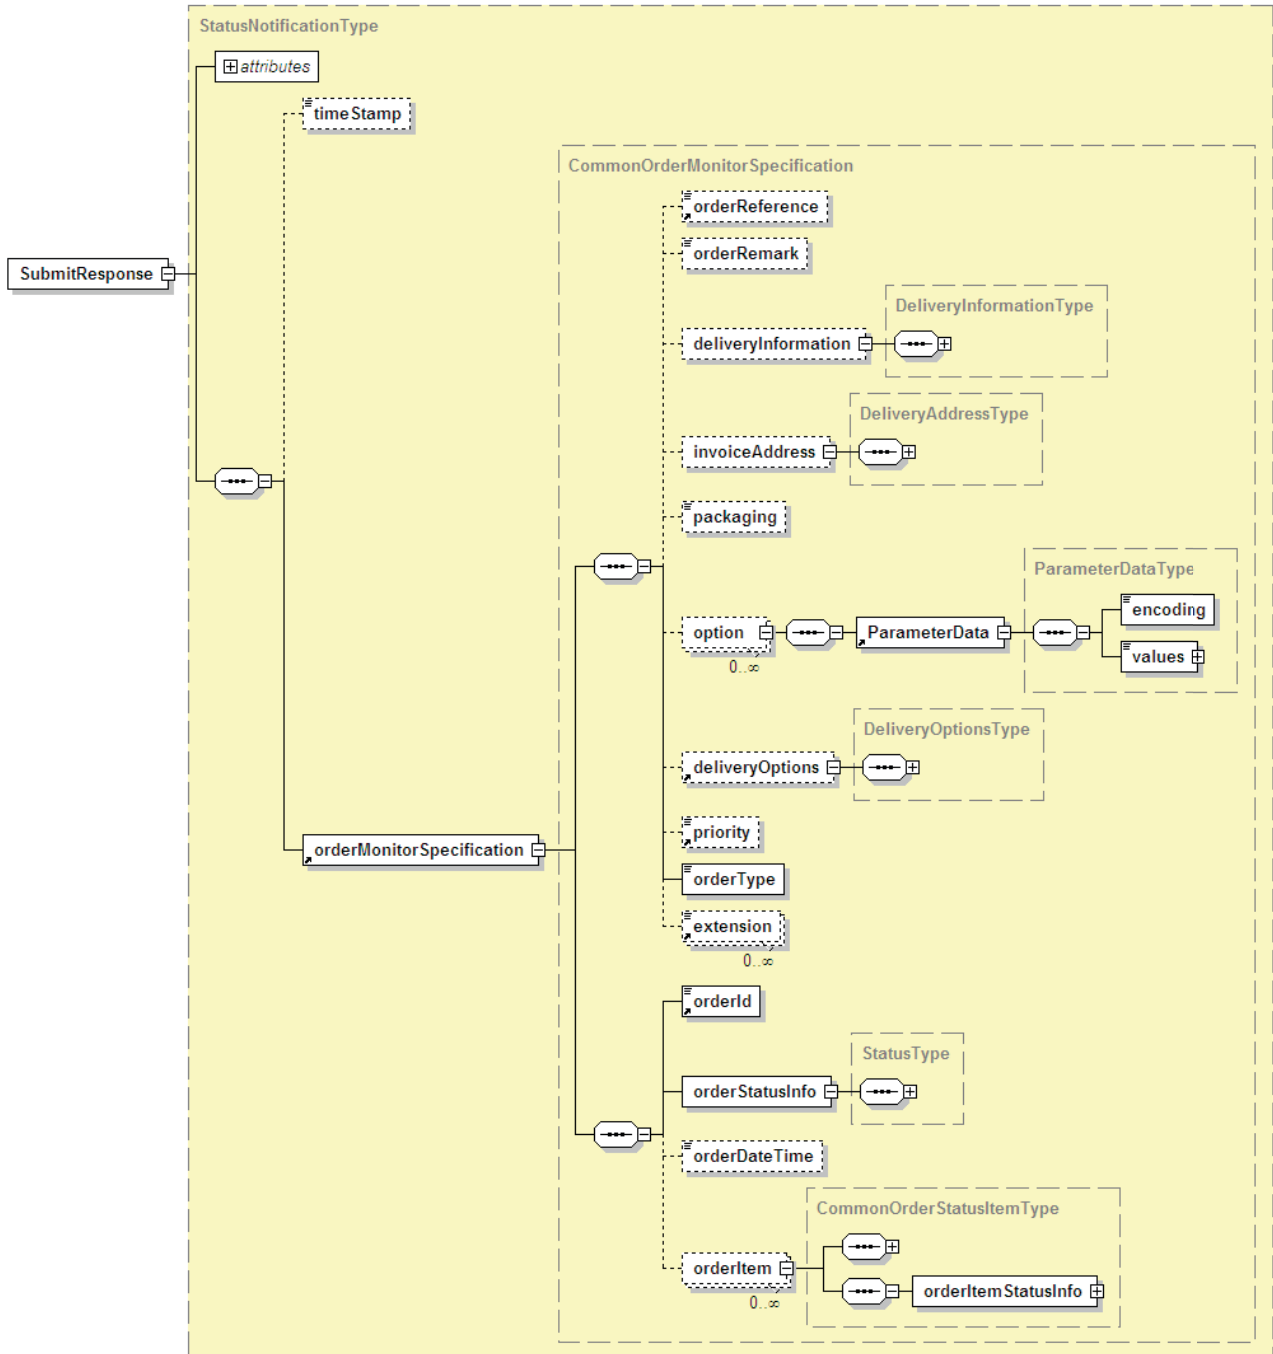 StatusNotificationType
attributes
timeStamp
CommonOrderMonitorSpecification
orderReference
orderRemark
SubmitResponse
DeliveryInformationType
deliveryInformation
DeliveryAddressType
invoiceAddress
packaging
ParameterDataType
encoding
option
ParameterData
values
0..∞
DeliveryOptionsType
deliveryOptions
priority
orderMonitorSpecification
orderType
extension
0..∞
orderId
StatusType
orderStatusInfo
orderDateTime
CommonOrderStatusItemType
orderItem
orderItemStatusInfo
0..∞